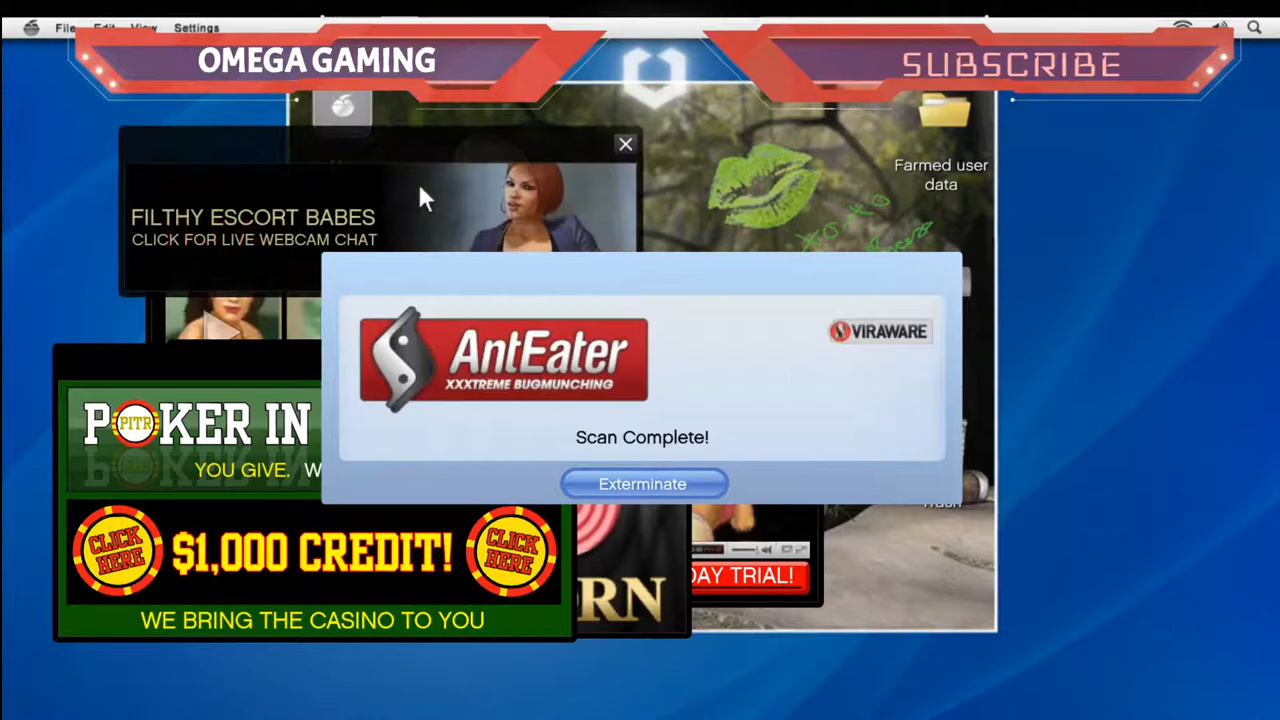 File Edit View Settings
OMEGA GAMING
SUBSCRIBE
Farmed user
data
FILTHY ESCORT BABES
CLICK FOR LIVE WEBCAM CHAT
XOXO
AntEater
XXXTREME BUGMUNCHING
VIRAWARE
Scan Complete!
Exterminate
POKER IN
PITR
YOU GIVE. W
CLICK
HERE
$1,000 CREDIT!
CLICK
HERE
WE BRING THE CASINO TO YOU
RN
DAY TRIAL!
Trash